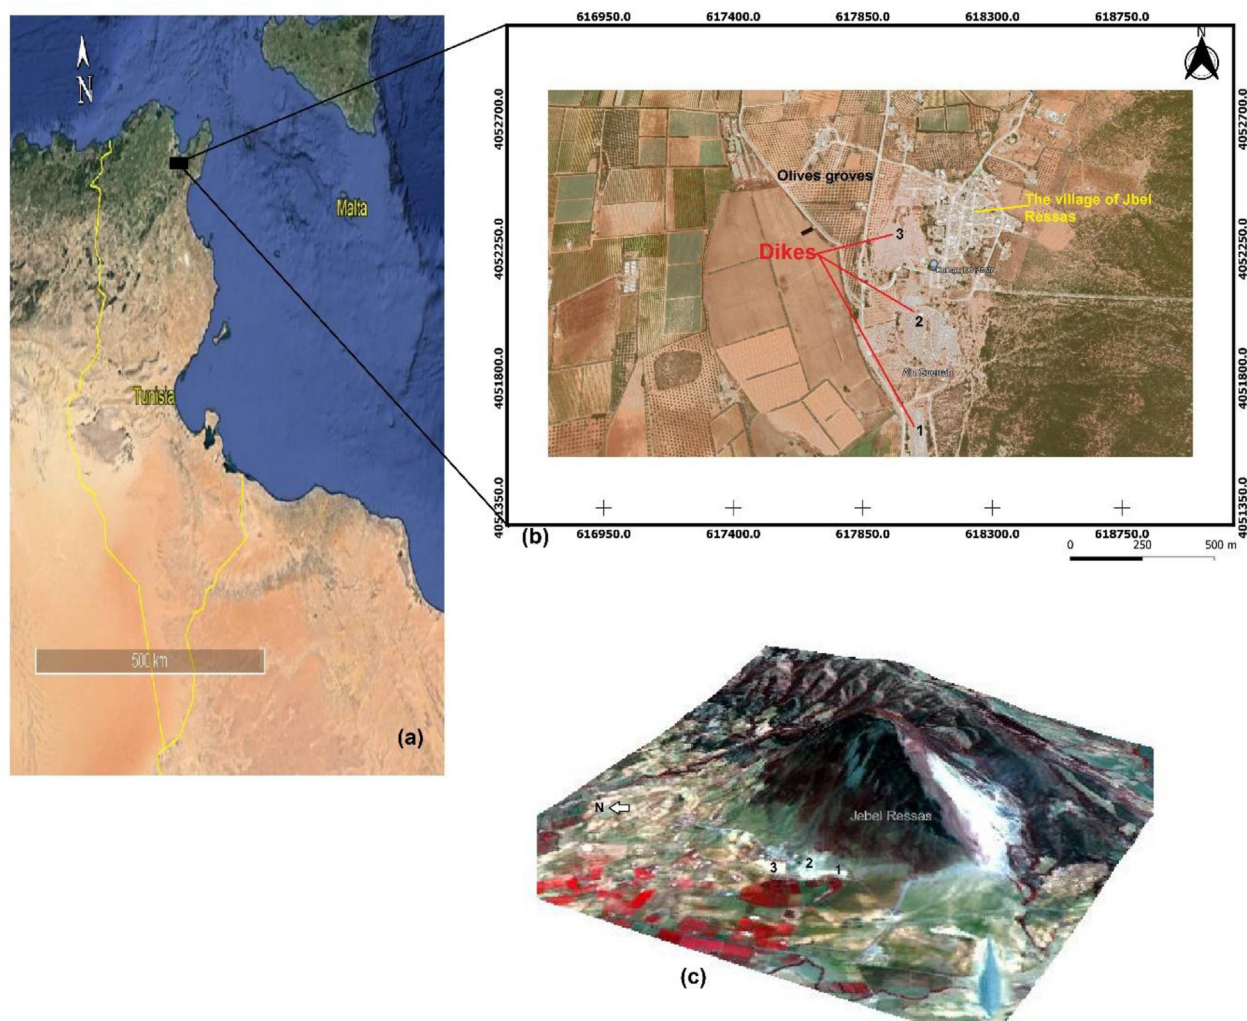 N
Malta
Tunisia
500 km
(a)
616950.0 617400.0 617850.0 618300.0 618750.0
N
4052700.0
4052250.0
4051800.0
4051350.0
4052700.0
4052250.0
4051800.0
4051350.0
Olives groves
The village of Jbel
Ressas
Dikes
3
2
1
(b)
616950.0 617400.0 617850.0 618300.0 618750.0
0 250 500 m
N
Jebel Ressas
3 2 1
(c)